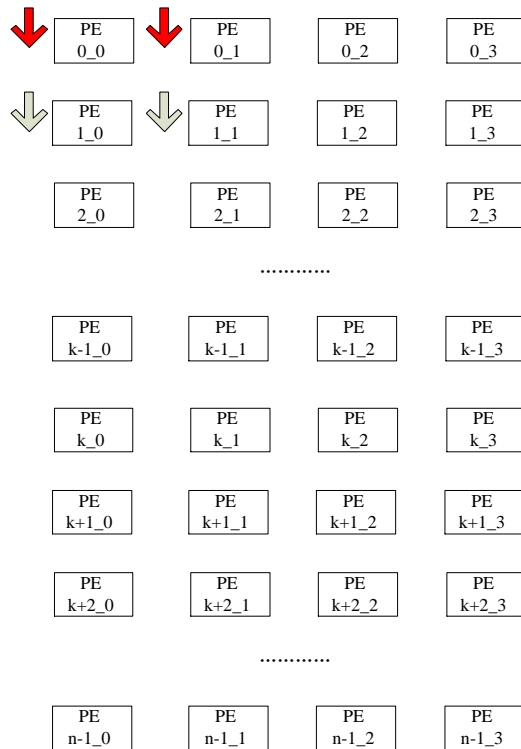 PE PE PE PE
0_0 0_1 0_2 0_3
PE PE PE PE
1_0 1_1 1_2 1_3
PE PE PE PE
2_0 2_1 2_2 2_3
............
PE PE PE PE
k-1_0 k-1_1 k-1_2 k-1_3
PE PE PE PE
k_0 k_1 k_2 k_3
PE PE PE PE
k+1_0 k+1_1 k+1_2 k+1_3
PE PE PE PE
k+2_0 k+2_1 k+2_2 k+2_3
............
PE PE PE PE
n-1_0 n-1_1 n-1_2 n-1_3